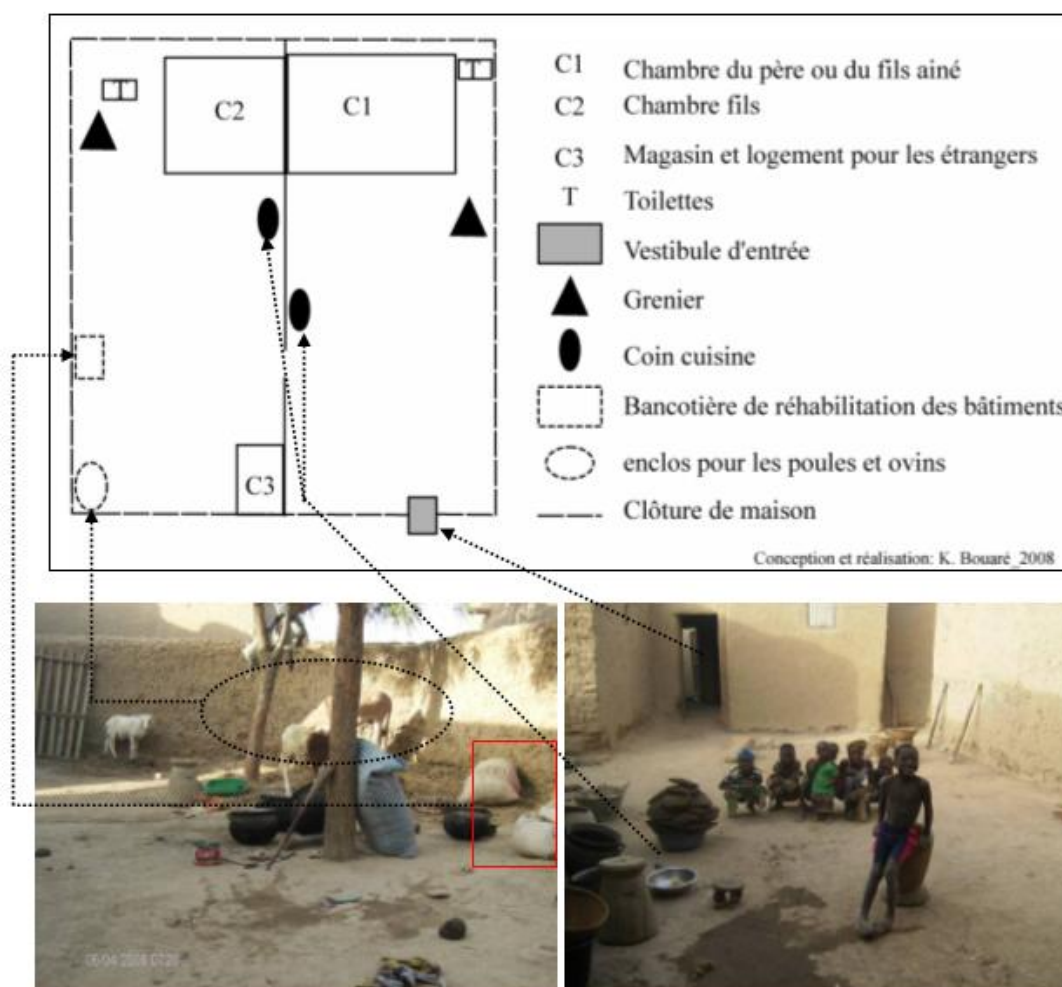 T
T
C2
C1
C3
C1 Chambre du père ou du fils ainé
C2 Chambre fils
C3 Magasin et logement pour les étrangers
T Toilettes
Vestibule d'entrée
Grenier
Coin cuisine
Bancotière de réhabilitation des bâtiments
enclos pour les poules et ovins
Clôture de maison
Conception et réalisation: K. Bouaré_2008